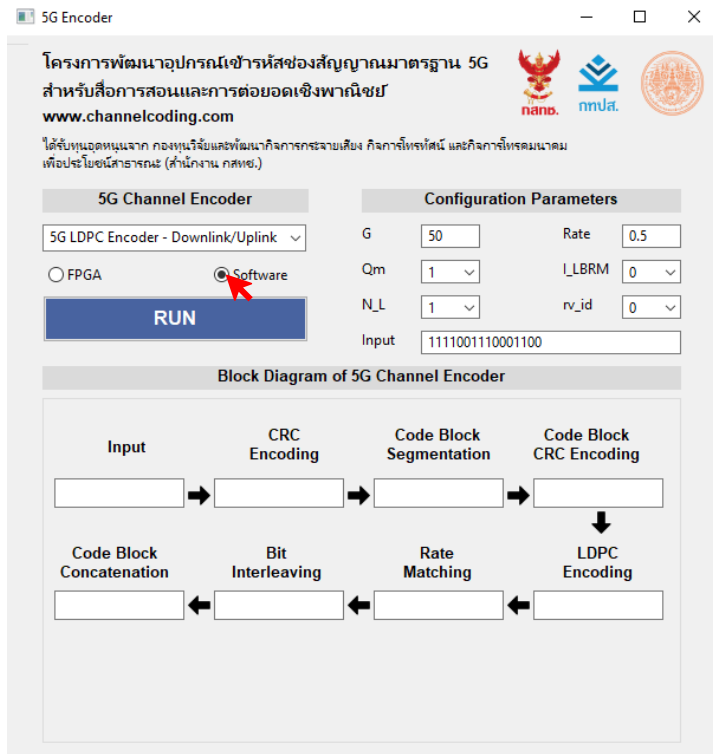 5G Encoder
โครงการพัฒนาอุปกรณ์เข้ารหัสช่องสัญญาณมาตรฐาน 5G
สำหรับสื่อการสอนและการต่อยอดเชิงพาณิชย์
www.channelcoding.com
กสทช.
กทปส.
ได้รับทุนอุดหนุนจาก กองทุนวิจัยและพัฒนากิจการกระจายเสียง กิจการโทรทัศน์ และกิจการโทรคมนาคม
เพื่อประโยชน์สาธารณะ (สำนักงาน กสทช.)
5G Channel Encoder
Configuration Parameters
5G LDPC Encoder - Downlink/Uplink
G 50 Rate 0.5
FPGA Software
Qm 1 I_LBRM 0
RUN
N_L 1 rv_id 0
Input 1111001110001100
Block Diagram of 5G Channel Encoder
Input
CRC
Encoding
Code Block
Segmentation
Code Block
CRC Encoding
Code Block
Concatenation
Bit
Interleaving
Rate
Matching
LDPC
Encoding